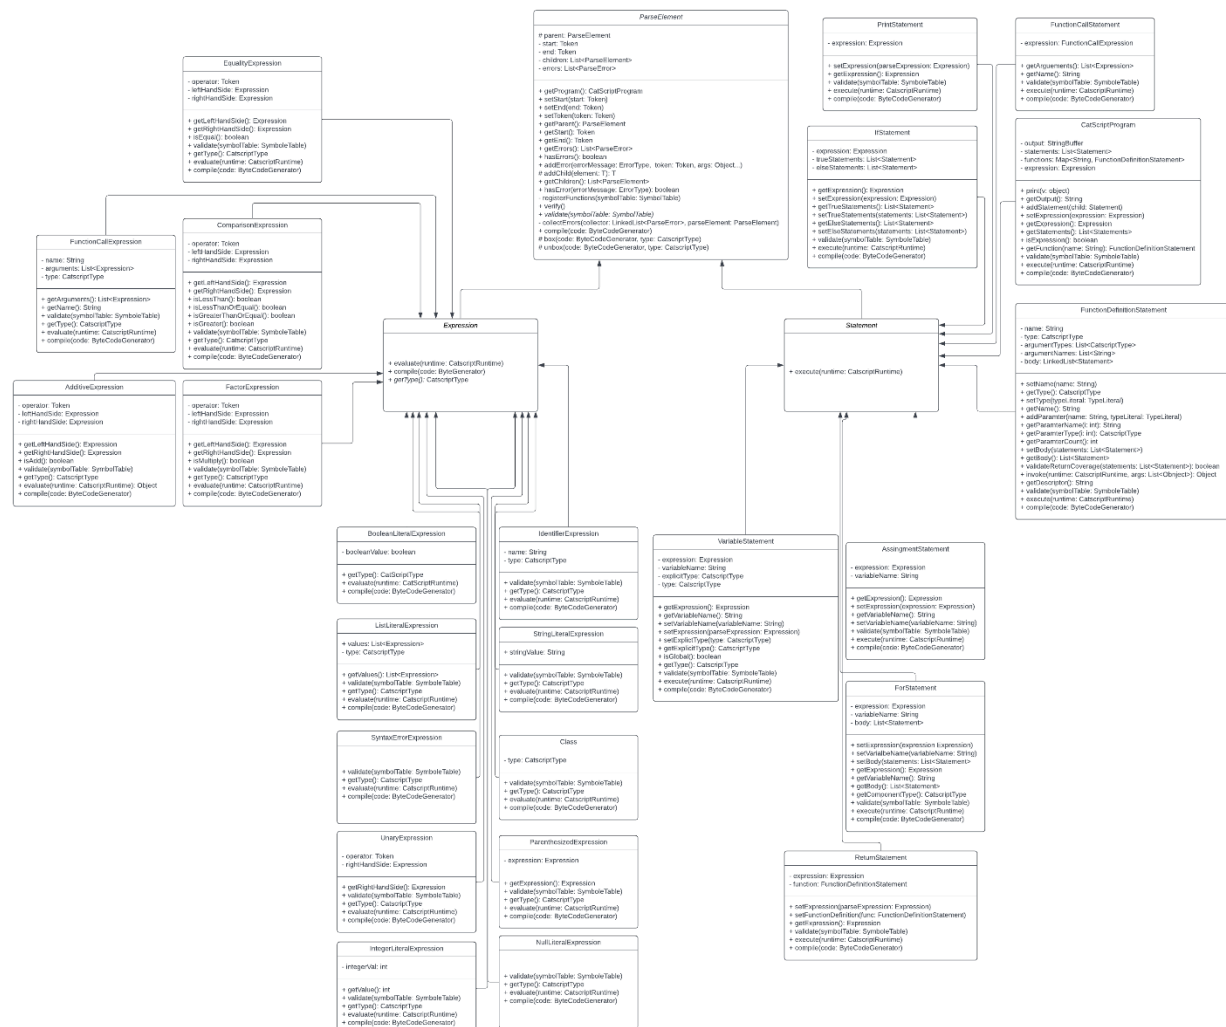 ParseElement
# parent: ParseElement
- start: Token
- end: Token
- children: List<ParseElement>
- errors: List<ParseError>
+ getProgram(): CatScriptProgram
+ setStart(start: Token)
+ setEnd(end: Token)
+ setToken(token: Token)
+ getParent(): ParseElement
+ getStart(): Token
+ getEnd(): Token
+ getErrors(): List<ParseError>
+ hasErrors(): boolean
+ addError(errorMessage: ErrorType, token: Token, args: Object...)
# addChild(element: T): T
+ getChildren(): List<ParseElement>
+ hasError(errorMessage: ErrorType): boolean
- registerFunctions(symbolTable: SymbolTable)
+ verify()
+ validate(symbolTable: SymbolTable)
- collectErrors(collector: LinkedList<ParseError>, parseElement: ParseElement)
+ compile(code: ByteCodeGenerator)
# box(code: ByteCodeGenerator, type: CatscriptType)
# unbox(code: ByteCodeGenerator, type: CatscriptType)
PrintStatement
- expression: Expression
+ setExpression(parseExpression: Expression)
+ getExpression(): Expression
+ validate(symbolTable: SymbolTable)
+ execute(runtime: CatscriptRuntime)
+ compile(code: ByteCodeGenerator)
FunctionCallStatement
- expression: FunctionCallExpression
+ getArguements(): List<Expression>
+ getName(): String
+ validate(symbolTable: SymboleTable)
+ execute(runtime: CatscriptRuntime)
+ compile(code: ByteCodeGenerator)
EqualityExpression
- operator: Token
- leftHandSide: Expression
- rightHandSide: Expression
+ getLeftHandSide(): Expression
+ getRightHandSide(): Expression
+ isEqual(): boolean
+ validate(symbolTable: SymboleTable)
+ getType(): CatscriptType
+ evaluate(runtime: CatscriptRuntime)
+ compile(code: ByteCodeGenerator)
IfStatement
- expression: Expression
- trueStatements: List<Statement>
- elseStatements: List<Statement>
+ getExpression(): Expression
+ setExpression(expression: Expression)
+ getTrueStatements(): List<Statement>
+ setTrueStatements(statements: List<Statement>)
+ getElseStatements(): List<Statement>
+ setElseStatements(statements: List<Statement>)
+ validate(symbolTable: SymboleTable)
+ execute(runtime: CatscriptRuntime)
+ compile(code: ByteCodeGenerator)
CatScriptProgram
- output: StringBuffer
- statements: List<Statement>
- functions: Map<String, FunctionDefinitionStatement>
- expression: Expression
+ print(v: object)
+ getOutput(): String
+ addStatement(child: Statement)
+ setExpression(expression: Expression)
+ getExpression(): Expression
+ getStatements(): List<Statements>
+ isExpression(): boolean
+ getFunction(name: String): FunctionDefinitionStatement
+ validate(symbolTable: SymboleTable)
+ execute(runtime: CatscriptRuntime)
+ compile(code: ByteCodeGenerator)
FunctionCallExpression
- name: String
- arguments: List<Expression>
- type: CatscriptType
+ getArguments(): List<Expression>
+ getName(): String
+ validate(symbolTable: SymboleTable)
+ getType(): CatscriptType
+ evaluate(runtime: CatscriptRuntime)
+ compile(code: ByteCodeGenerator)
ComparisonExpression
- operator: Token
- leftHandSide: Expression
- rightHandSide: Expression
+ getLeftHandSide(): Expression
+ getRightHandSide(): Expression
+ isLessThan(): boolean
+ isLessThanOrEqual(): boolean
+ isGreaterThanOrEqual(): boolean
+ isGreater(): boolean
+ validate(symbolTable: SymboleTable)
+ getType(): CatscriptType
+ evaluate(runtime: CatscriptRuntime)
+ compile(code: ByteCodeGenerator)
Expression
+ evaluate(runtime: CatscriptRuntime)
+ compile(code: ByteGenerator)
+ getType(): CatscriptType
Statement
+ execute(runtime: CatscriptRuntime)
FunctionDefinitionStatement
- name: String
- type: CatscriptType
- argumentTypes: List<CatscriptType>
- argumentNames: List<String>
- body: LinkedList<Statement>
+ setName(name: String)
+ getType(): CatscriptType
+ setType(typeLiteral: TypeLiteral)
+ getName(): String
+ addParamter(name: String, typeLiteral: TypeLiteral)
+ getParamterName(i: int): String
+ getParamterType(i: int): CatscriptType
+ getParamterCount(): int
+ setBody(statements: List<Statement>)
+ getBody(): List<Statement>
+ validateReturnCoverage(statements: List<Statement>): boolean
+ invoke(runtime: CatscriptRuntime, args: List<Obnject>): Object
+ getDescriptor(): String
+ validate(symbolTable: SymboleTable)
+ execute(runtime: CatscriptRuntime)
+ compile(code: ByteCodeGenerator)
AdditiveExpression
- operator: Token
- leftHandSide: Expression
- rightHandSide: Expression
+ getLeftHandSide(): Expression
+ getRightHandSide(): Expression
+ isAdd(): boolean
+ validate(symbolTable: SymboleTable)
+ getType(): CatscriptType
+ evaluate(runtime: CatscriptRuntime): Object
+ compile(code: ByteCodeGenerator)
FactorExpression
- operator: Token
- leftHandSide: Expression
- rightHandSide: Expression
+ getLeftHandSide(): Expression
+ getRightHandSide(): Expression
+ isMultiply(): boolean
+ validate(symbolTable: SymboleTable)
+ getType(): CatscriptType
+ evaluate(runtime: CatscriptRuntime)
+ compile(code: ByteCodeGenerator)
BooleanLiteralExpression
- booleanValue: boolean
+ getType(): CatScriptType
+ evaluate(runtime: CatScriptRuntime)
+ compile(code: ByteCodeGenerator)
IdentifierExpression
- name: String
- type: CatscriptType
+ validate(symbolTable: SymboleTable)
+ getType(): CatscriptType
+ evaluate(runtime: CatscriptRuntime)
+ compile(code: ByteCodeGenerator)
VariableStatement
- expression: Expression
- variableName: String
- explicitType: CatscriptType
- type: CatscriptType
+ getExpression(): Expression
+ getVariableName(): String
+ setVariableName(variableName: String)
+ setExpression(parseExpression: Expression)
+ setExplictType(type: CatscriptType)
+ getExplicitType(): CatscriptType
+ isGlobal(): boolean
+ getType(): CatscriptType
+ validate(symbolTable: SymboleTable)
+ execute(runtime: CatscriptRuntime)
+ compile(code: ByteCodeGenerator)
AssingmentStatement
- expression: Expression
- variableName: String
+ getExpression(): Expression
+ setExpression(expression: Expression)
+ getVariableName(): String
+ setVariableName(variableName: String)
+ validate(symbolTable: SymboleTable)
+ execute(runtime: CatscriptRuntime)
+ compile(code: ByteCodeGenerator)
ListLiteralExpression
+ values: List<Expression>
- type: CatscriptType
+ getValues(): List<Expression>
+ validate(symbolTable: SymboleTable)
+ getType(): CatscriptType
+ evaluate(runtime: CatscriptRuntime)
+ compile(code: ByteCodeGenerator)
StringLiteralExpression
+ stringValue: String
+ validate(symbolTable: SymboleTable)
+ getType(): CatscriptType
+ evaluate(runtime: CatscriptRuntime)
+ compile(code: ByteCodeGenerator)
ForStatement
- expression: Expression
- variableName: String
- body: List<Statement>
+ setExpression(expression Expression)
+ setVarialbeName(variableName: String)
+ setBody(statements: List<Statement>
+ getExpression(): Expression
+ getVariableName(): String
+ getBody(): List<Statement>
+ getComponentType(): CatscriptType
+ validate(symbolTable: SymboleTable)
+ execute(runtime: CatscriptRuntime)
+ compile(code: ByteCodeGenerator)
SyntaxErrorExpression
+ validate(symbolTable: SymboleTable)
+ getType(): CatscriptType
+ evaluate(runtime: CatscriptRuntime)
+ compile(code: ByteCodeGenerator)
Class
- type: CatscriptType
+ validate(symbolTable: SymboleTable)
+ getType(): CatscriptType
+ evaluate(runtime: CatscriptRuntime)
+ compile(code: ByteCodeGenerator)
UnaryExpression
- operator: Token
- rightHandSide: Expression
+ getRightHandSide(): Expression
+ validate(symbolTable: SymboleTable)
+ getType(): CatscriptType
+ evaluate(runtime: CatscriptRuntime)
+ compile(code: ByteCodeGenerator)
ParenthesizedExpression
- expression: Expression
+ getExpression(): Expression
+ validate(symbolTable: SymboleTable)
+ getType(): CatscriptType
+ evaluate(runtime: CatscriptRuntime)
+ compile(code: ByteCodeGenerator)
ReturnStatement
- expression: Expression
- function: FunctionDefinitionStatement
+ setExpression(parseExpression: Expression)
+ setFunctionDefinition(func: FunctionDefinitionStatement)
+ getExpression(): Expression
+ validate(symbolTable: SymboleTable)
+ execute(runtime: CatscriptRuntime)
+ compile(code: ByteCodeGenerator)
IntegerLiteralExpression
- integerVal: int
+ getValue(): int
+ validate(symbolTable: SymboleTable)
+ getType(): CatscriptType
+ evaluate(runtime: CatscriptRuntime)
+ compile(code: ByteCodeGenerator)
NullLiteralExpression
+ validate(symbolTable: SymboleTable)
+ getType(): CatscriptType
+ evaluate(runtime: CatscriptRuntime)
+ compile(code: ByteCodeGenerator)